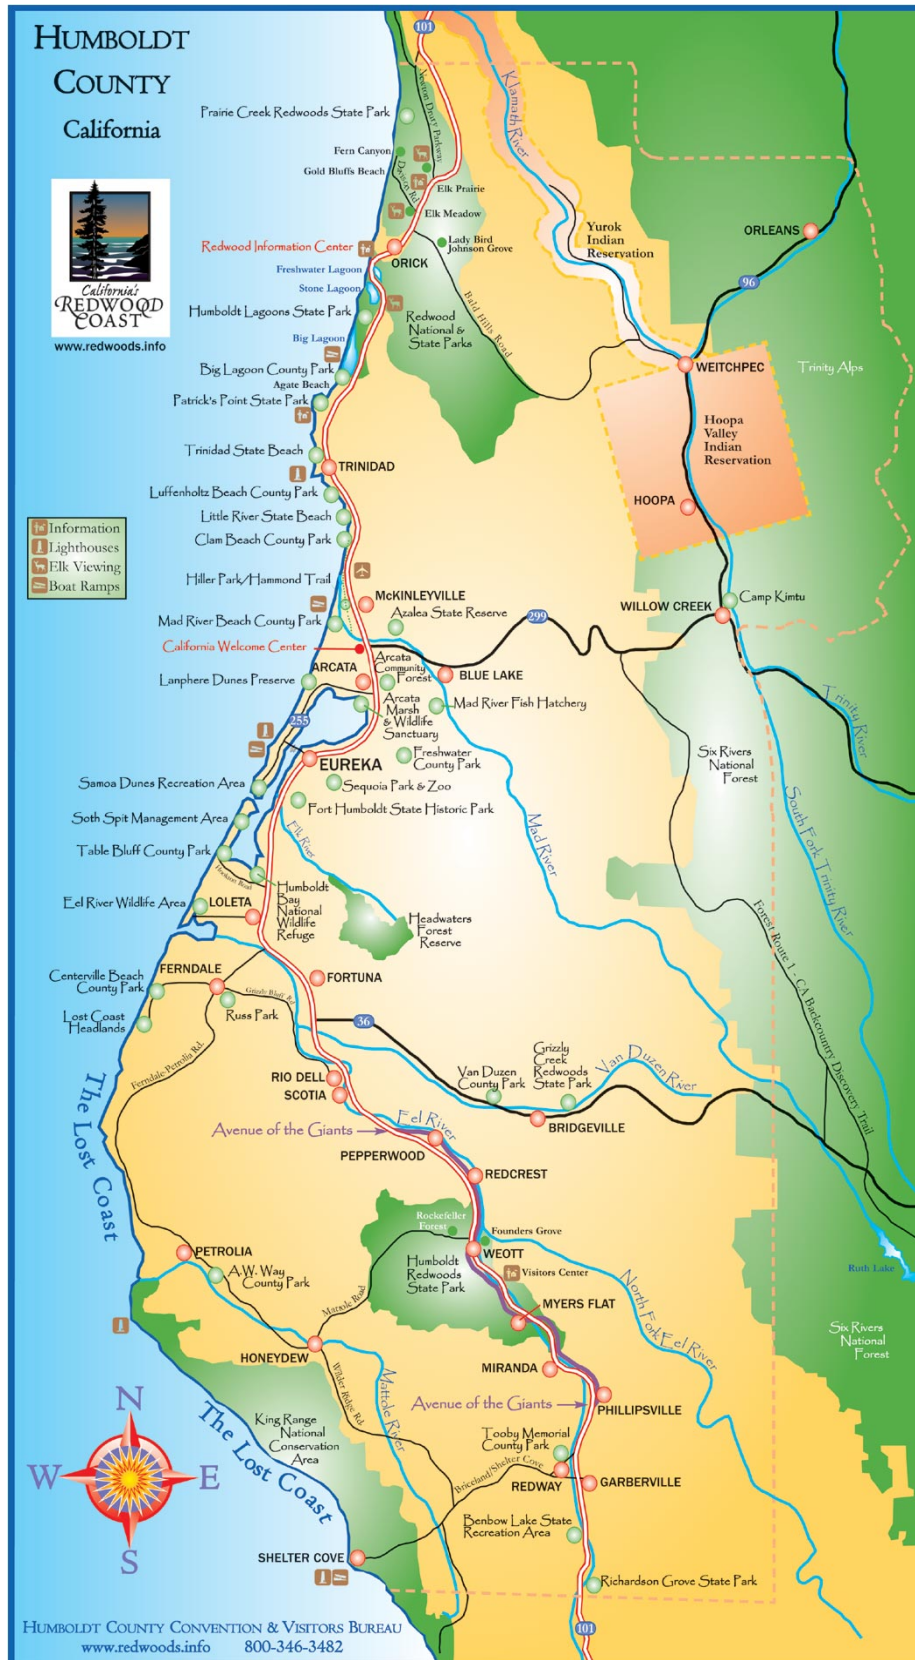 HUMBOLDT
COUNTY
California
California's
REDWOOD
COAST
www.redwoods.info
101
Newton Drury Parkway
Klamath River
Prairie Creek Redwoods State Park
Fern Canyon
Gold Bluffs Beach
Davison Rd
Elk Prairie
Elk Meadow
Yurok
Indian
Reservation
ORLEANS
Redwood Information Center
ORICK
Lady Bird
Johnson Grove
Freshwater Lagoon
Stone Lagoon
96
Bald Hills Road
Humboldt Lagoons State Park
Redwood
National &
State Parks
Big Lagoon
Big Lagoon County Park
Agate Beach
WEITCHPEC
Trinity Alps
Patrick's Point State Park
Hoopa
Valley
Indian
Reservation
Trinidad State Beach
TRINIDAD
Luffenholtz Beach County Park
HOOPA
Little River State Beach
Clam Beach County Park
Information
Lighthouses
Elk Viewing
Boat Ramps
Hiller Park/Hammond Trail
McKINLEYVILLE
Azalea State Reserve
WILLOW CREEK
Camp Kimtu
Mad River Beach County Park
299
California Welcome Center
ARCATA
Arcata
Community
Forest
BLUE LAKE
Lanphere Dunes Preserve
Arcata
Marsh
& Wildlife
Sanctuary
Mad River Fish Hatchery
Trinity River
255
EUREKA
Freshwater
County Park
Six Rivers
National
Forest
Samoa Dunes Recreation Area
Sequoia Park & Zoo
Fort Humboldt State Historic Park
Soth Spit Management Area
Elk River
Mad River
South Fork Trinity River
Table Bluff County Park
Hookton Road
Humboldt
Bay
National
Wildlife
Refuge
Eel River Wildlife Area
LOLETA
Headwaters
Forest
Reserve
Forest Route 1 - CA Backcountry Discovery Trail
FERNDALE
FORTUNA
Centerville Beach
County Park
Grizzly Bluff Rd
Russ Park
Lost Coast
Headlands
36
Ferndale-Petrolia Rd.
Grizzly
Creek
Redwoods
State Park
Van Duzen River
Van Duzen
County Park
RIO DELL
SCOTIA
The Lost Coast
BRIDGEVILLE
Avenue of the Giants
Eel River
PEPPERWOOD
REDCREST
Rockefeller
Forest
Founders Grove
PETROLIA
WEOTT
A.W. Way
County Park
Humboldt
Redwoods
State Park
Visitors Center
Ruth Lake
Mattole Road
MYERS FLAT
North Fork Eel River
Six Rivers
National
Forest
HONEYDEW
MIRANDA
Wilder Ridge Rd.
Mattole River
Avenue of the Giants
PHILLIPSVILLE
N
W
E
S
The Lost Coast
King Range
National
Conservation
Area
Tooby Memorial
County Park
Briceland/Shelter Cove
REDWAY
GARBERVILLE
Benbow Lake State
Recreation Area
SHELTER COVE
Richardson Grove State Park
HUMBOLDT COUNTY CONVENTION & VISITORS BUREAU
www.redwoods.info 800-346-3482
101